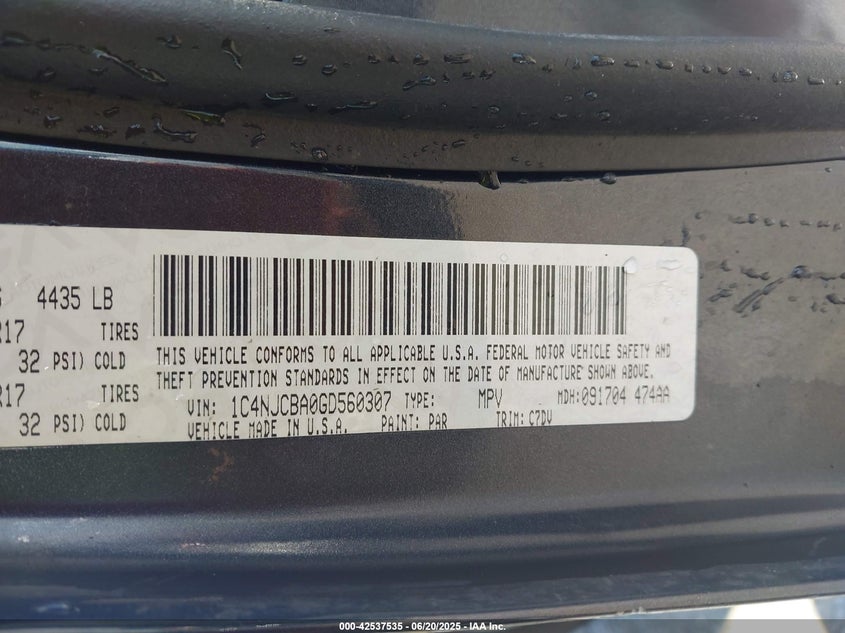 4435 LB
R17 TIRES
32 PSI) COLD
R17 TIRES
32 PSI) COLD
THIS VEHICLE CONFORMS TO ALL APPLICABLE U.S.A. FEDERAL MOTOR VEHICLE SAFETY AND
THEFT PREVENTION STANDARDS IN EFFECT ON THE DATE OF MANUFACTURE SHOWN ABOVE.
VIN: 1C4NJCBA0GD560307 TYPE: MPV MDH:091704 474AA
VEHICLE MADE IN U.S.A. PAINT: PAR TRIM: C7DV
000-42537535 - 06/20/2025 - IAA Inc.